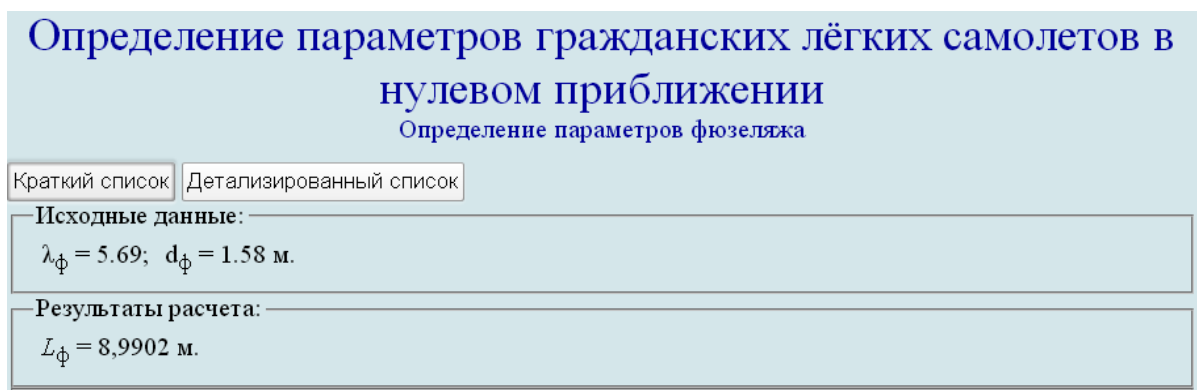 Определение параметров гражданских лёгких самолетов в
нулевом приближении
Определение параметров фюзеляжа
Краткий список Детализированный список
Исходные данные:
λф = 5.69; dф = 1.58 м.
Результаты расчета:
Lф = 8,9902 м.